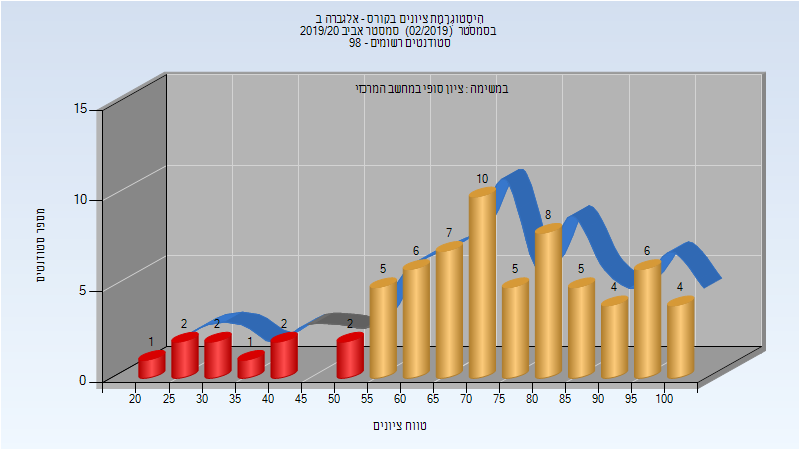 היסטוגרמת ציונים בקורס - אלגברה ב
בסמסטר (02/2019) סמסטר אביב 2019/20
סטודנטים רשומים - 98
במשימה : ציון סופי במחשב המרכזי
מספר סטודנטים
15
10
5
0
1
2
2
1
2
2
5
6
7
10
5
8
5
4
6
4
20 25 30 35 40 45 50 55 60 65 70 75 80 85 90 95 100
טווח ציונים